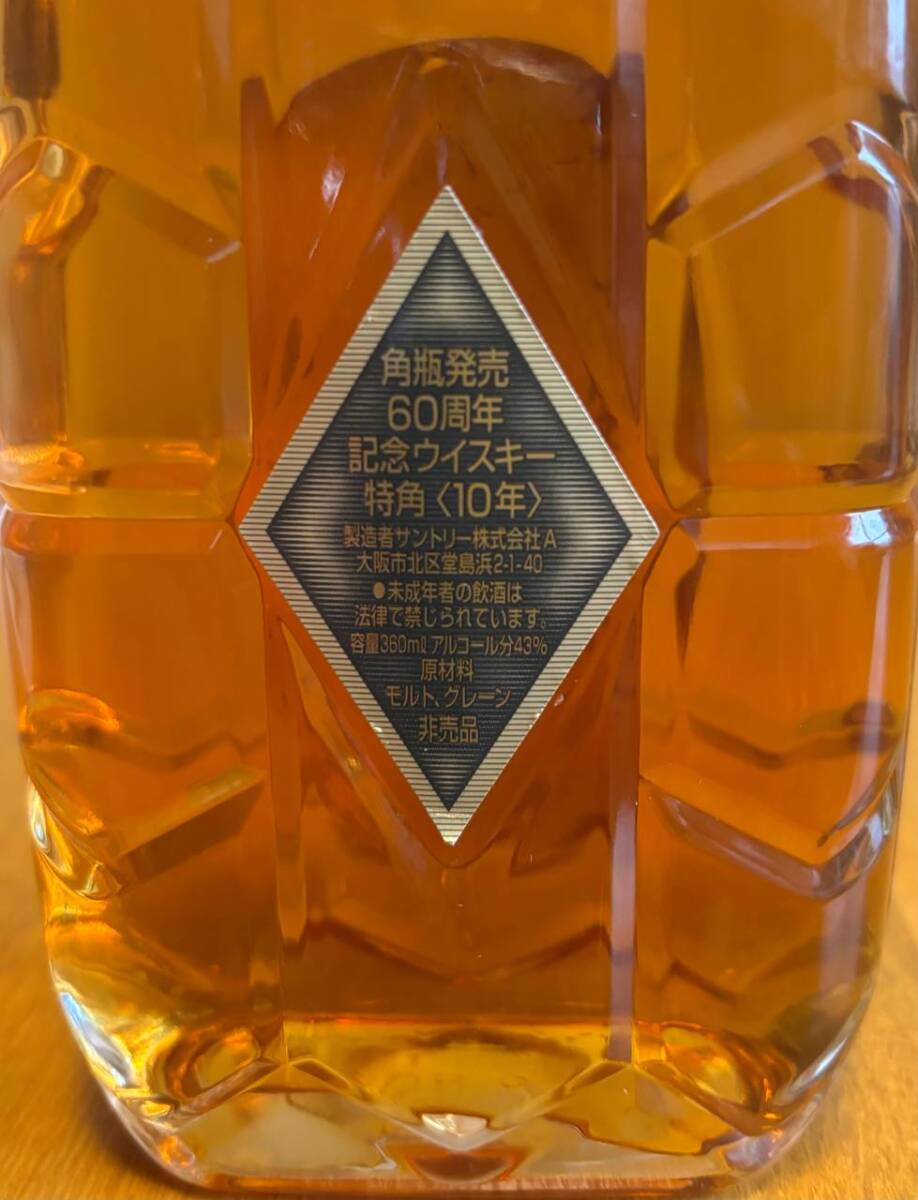 角瓶発売
60周年
記念ウイスキー
特角〈10年〉
製造者サントリー株式会社A
大阪市北区堂島浜2-1-40
●未成年者の飲酒は
法律で禁じられています。
容量360mlアルコール分43%
原材料
モルト、グレーン
非売品